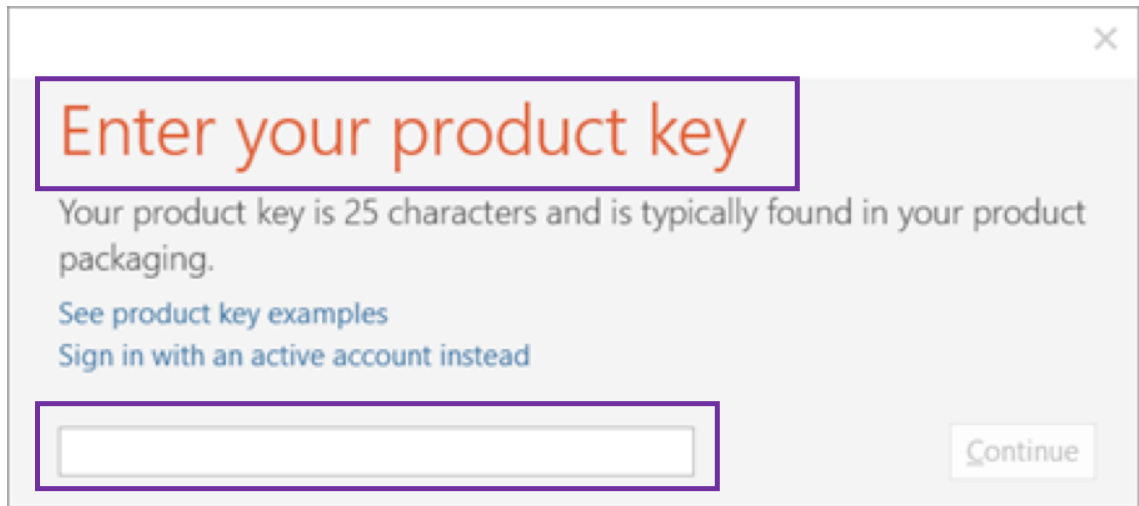 Enter your product key
Your product key is 25 characters and is typically found in your product
packaging.
See product key examples
Sign in with an active account instead
Continue